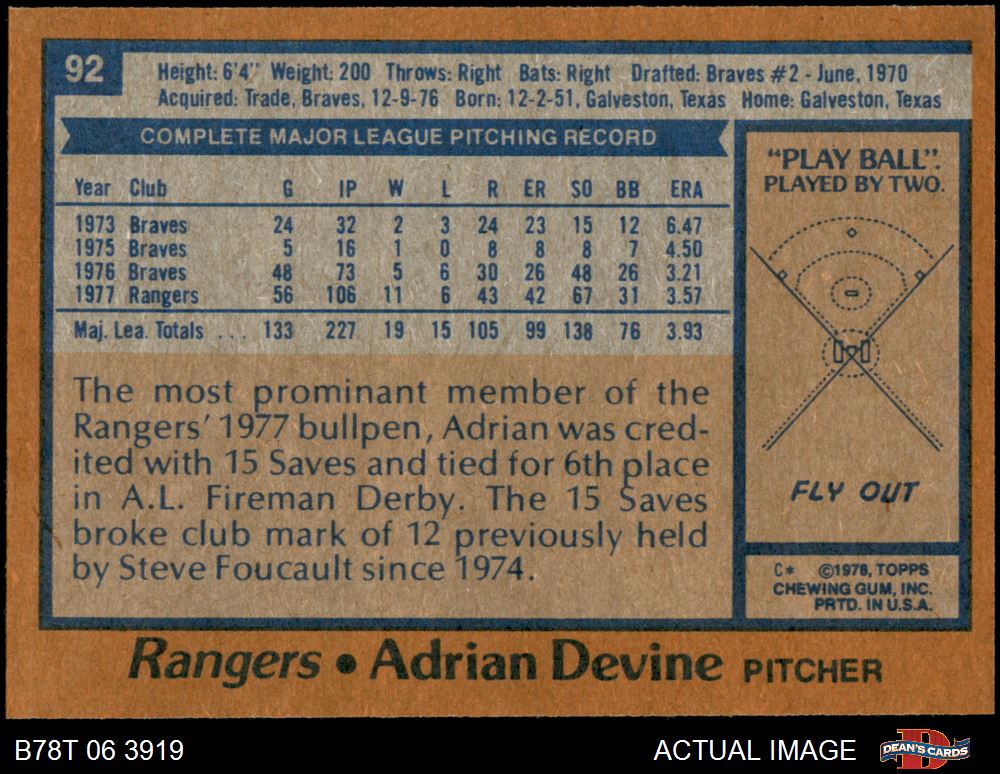 92
Height: 6'4" Weight: 200 Throws: Right Bats: Right Drafted: Braves #2 - June, 1970
Acquired: Trade, Braves, 12-9-76 Born: 12-2-51, Galveston, Texas Home: Galveston, Texas
COMPLETE MAJOR LEAGUE PITCHING RECORD
Year Club G IP W L R ER SO BB ERA
1973 Braves 24 32 2 3 24 23 15 12 6.47
1975 Braves 5 16 1 0 8 8 8 7 4.50
1976 Braves 48 73 5 6 30 26 48 26 3.21
1977 Rangers 56 106 11 6 43 42 67 31 3.57
Maj. Lea. Totals ... 133 227 19 15 105 99 138 76 3.93
The most prominant member of the
Rangers' 1977 bullpen, Adrian was cred-
ited with 15 Saves and tied for 6th place
in A.L. Fireman Derby. The 15 Saves
broke club mark of 12 previously held
by Steve Foucault since 1974.
"PLAY BALL".
PLAYED BY TWO.
FLY OUT
C* ©1978, TOPPS
CHEWING GUM, INC.
PRTD. IN U.S.A.
Rangers • Adrian Devine PITCHER
B78T 06 3919
ACTUAL IMAGE
DEAN'S CARDS